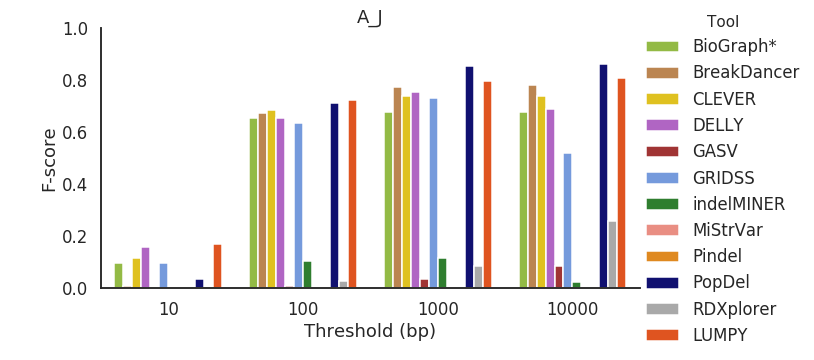 A_J
1.0
0.8
0.6
0.4
0.2
0.0
F-score
10
100
1000
10000
Threshold (bp)
Tool
BioGraph*
BreakDancer
CLEVER
DELLY
GASV
GRIDSS
indelMINER
MiStrVar
Pindel
PopDel
RDXplorer
LUMPY